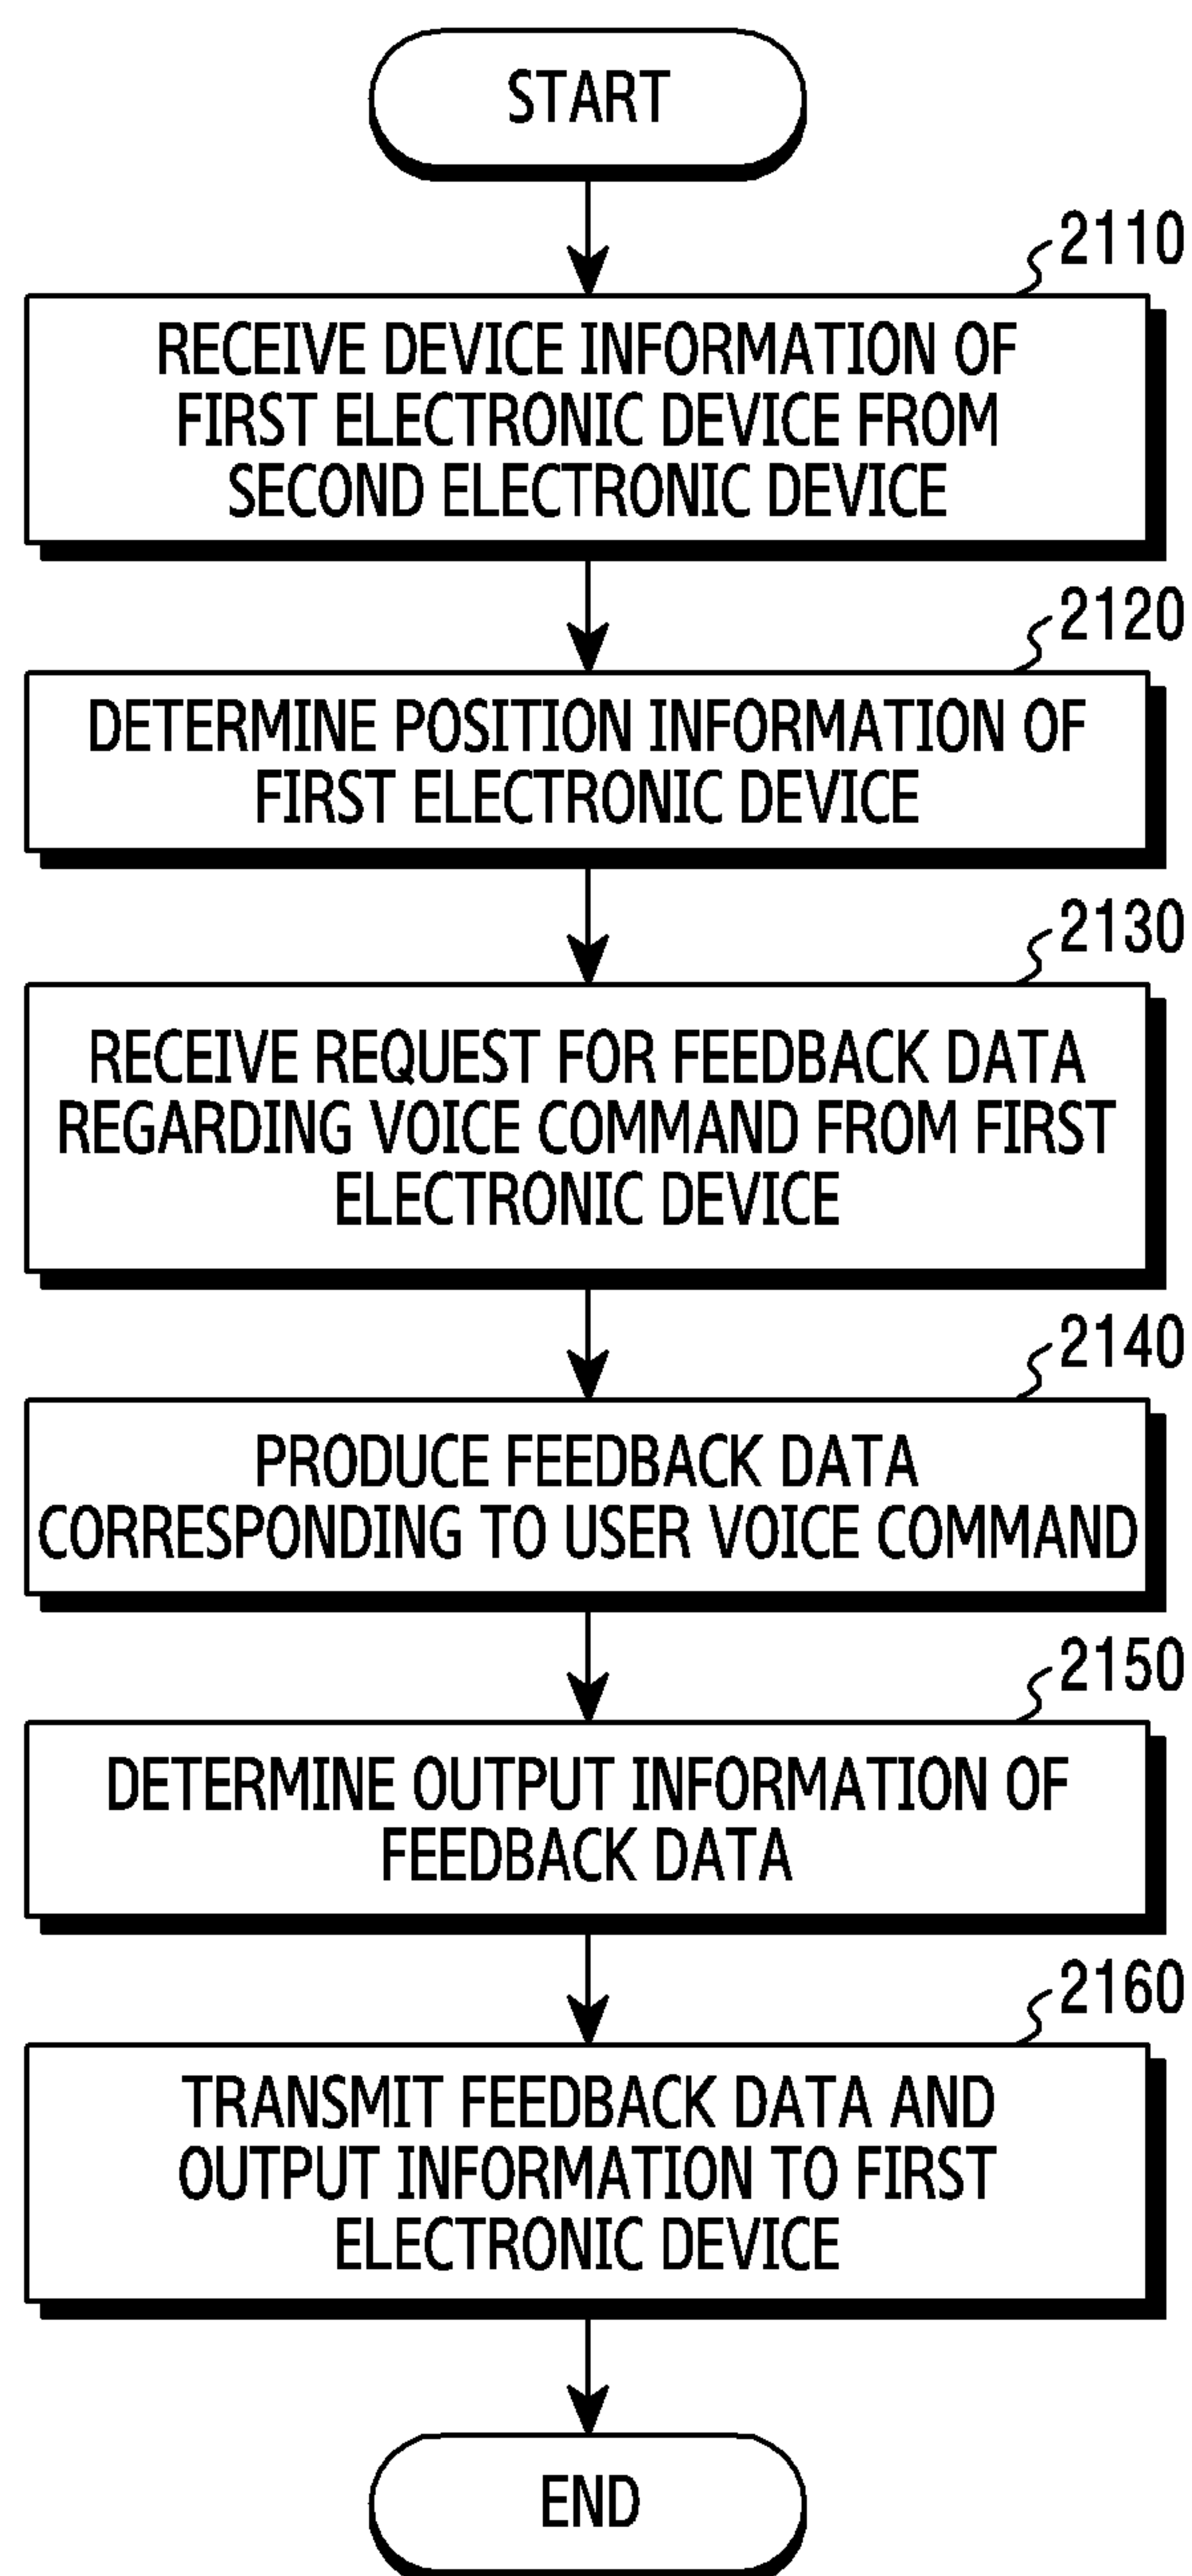 START
2110
RECEIVE DEVICE INFORMATION OF
FIRST ELECTRONIC DEVICE FROM
SECOND ELECTRONIC DEVICE
2120
DETERMINE POSITION INFORMATION OF
FIRST ELECTRONIC DEVICE
2130
RECEIVE REQUEST FOR FEEDBACK DATA
REGARDING VOICE COMMAND FROM FIRST
ELECTRONIC DEVICE
2140
PRODUCE FEEDBACK DATA
CORRESPONDING TO USER VOICE COMMAND
2150
DETERMINE OUTPUT INFORMATION OF
FEEDBACK DATA
2160
TRANSMIT FEEDBACK DATA AND
OUTPUT INFORMATION TO FIRST
ELECTRONIC DEVICE
END